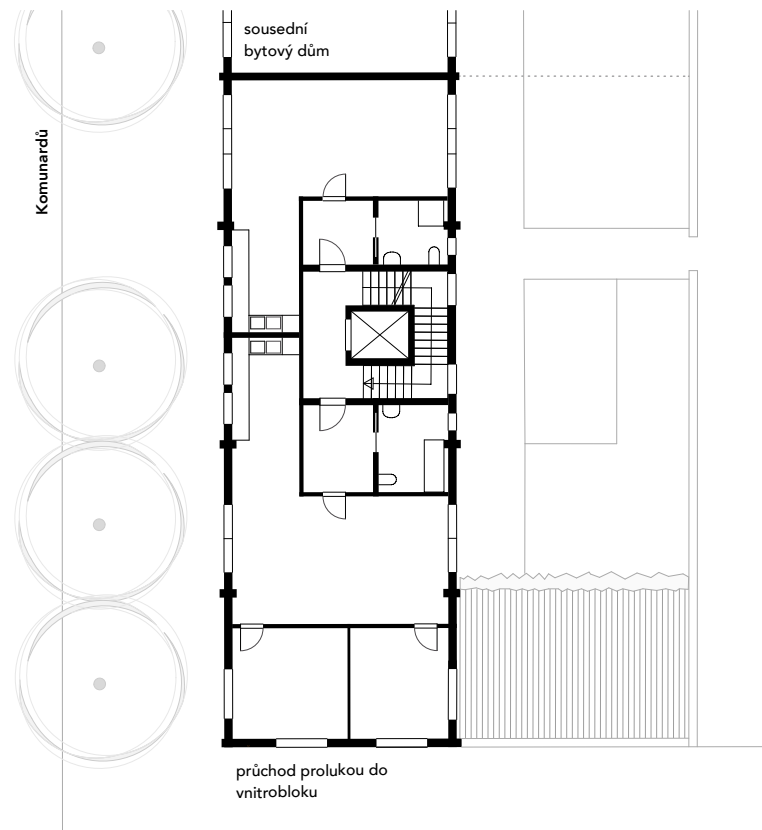 sousední
bytový dům
Komunardů
průchod prolukou do
vnitrobloku